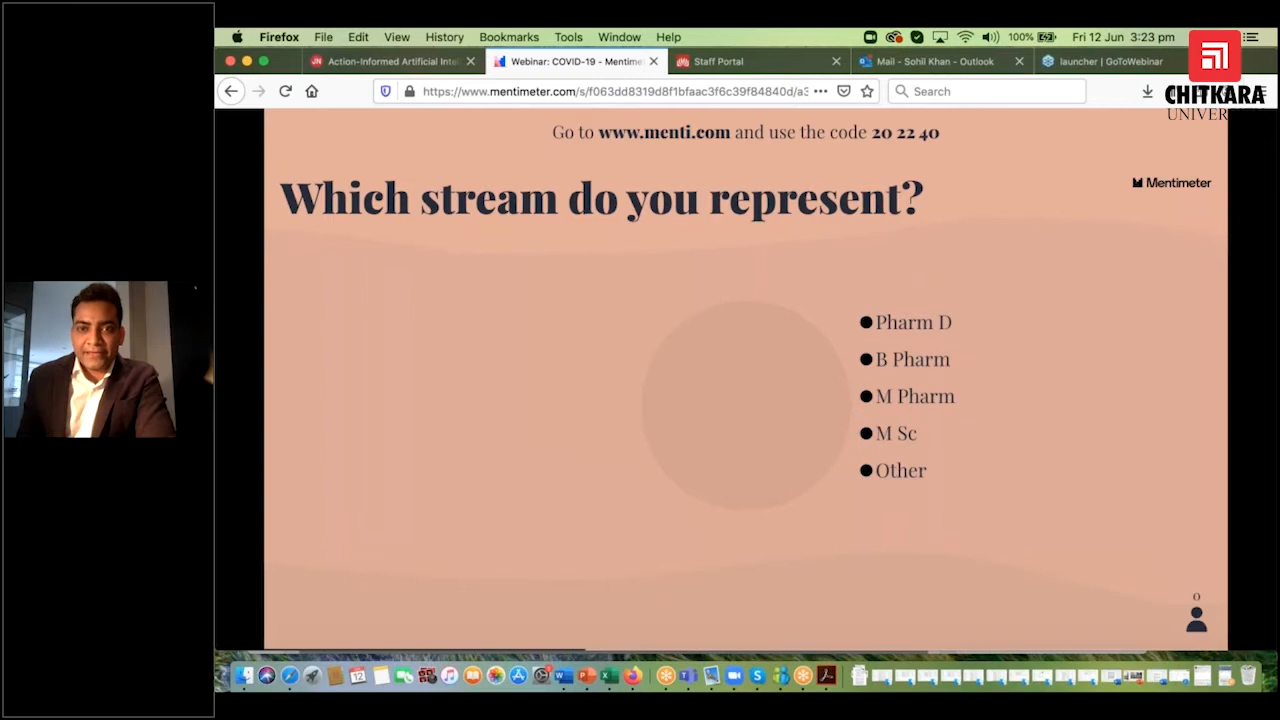 Firefox File Edit View History Bookmarks Tools Window Help 100% Fri 12 Jun 3:23 pm
Action-Informed Artificial Inte Webinar: COVID-19 - Mentime Staff Portal Mail - Sohil Khan - Outlook launcher | GoToWebinar
https://www.mentimeter.com/s/f063dd8319d8f1bfaac3f6c39f84840d/a3 Search
CHITKARA
UNIVER
Go to www.menti.com and use the code 20 22 40
Which stream do you represent?
Mentimeter
Pharm D
B Pharm
M Pharm
M Sc
Other
0